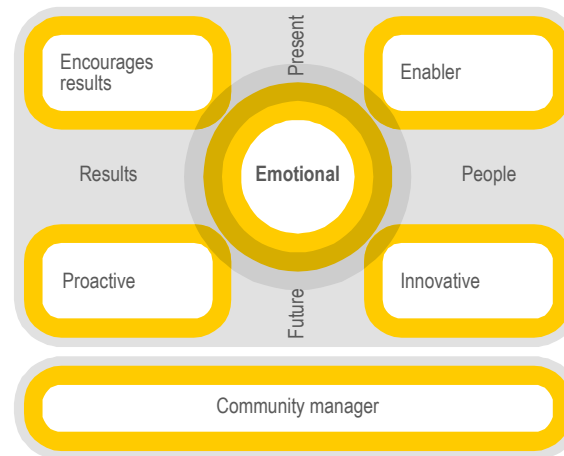 Encourages
results
Present
Enabler
Results
Emotional
People
Proactive
Future
Innovative
Community manager